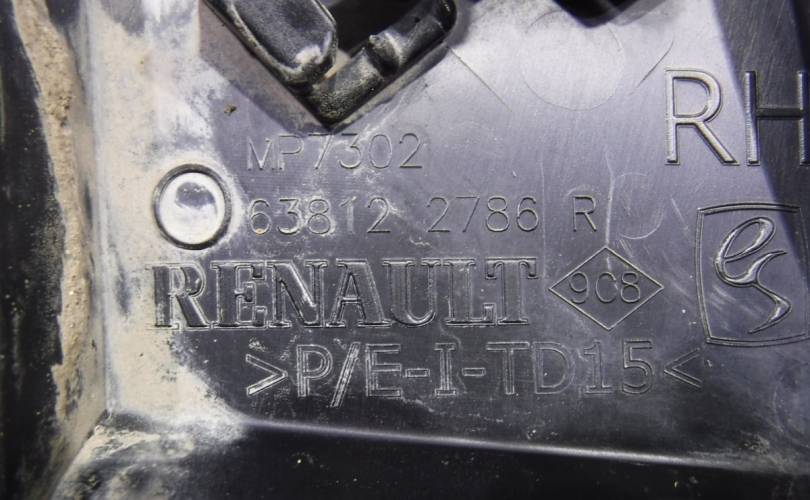 RH
MP7302
63812 2786 R
RENAULT 9C8
>P/E-I-TD15<